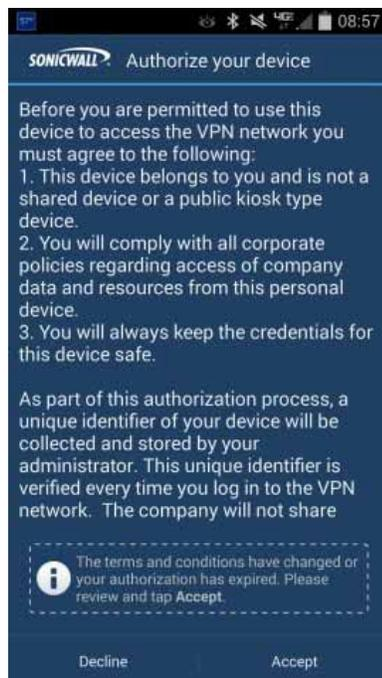 57°
4G
08:57
SONICWALL Authorize your device
Before you are permitted to use this
device to access the VPN network you
must agree to the following:
1. This device belongs to you and is not a
shared device or a public kiosk type
device.
2. You will comply with all corporate
policies regarding access of company
data and resources from this personal
device.
3. You will always keep the credentials for
this device safe.
As part of this authorization process, a
unique identifier of your device will be
collected and stored by your
administrator. This unique identifier is
verified every time you log in to the VPN
network.  The company will not share
The terms and conditions have changed or
your authorization has expired. Please
review and tap Accept.
Decline
Accept